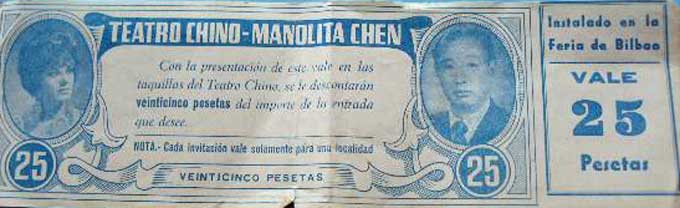 TEATRO CHINO-MANOLITA CHEN
Con la presentación de este vale en las
taquillas del Teatro Chino, se le descontarán
veinticinco pesetas del importe de la entrada
que desee.
NOTA.- Cada invitación vale solamente para una localidad
25
VEINTICINCO PESETAS
25
Instalado en la
Feria de Bilbao
VALE
25
Pesetas